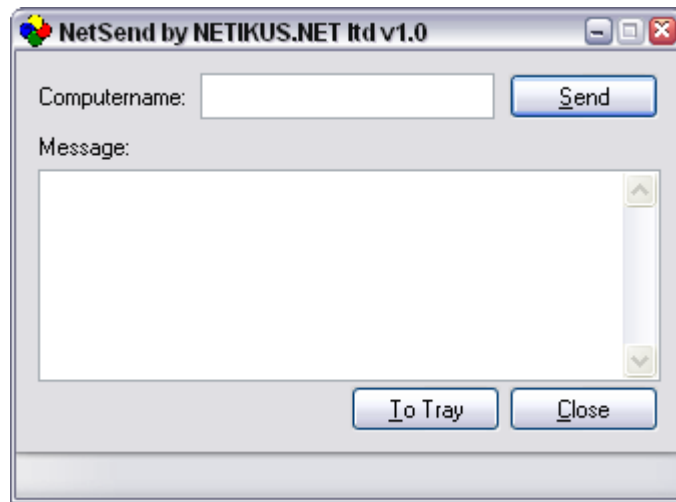 NetSend by NETIKUS.NET ltd v1.0
Computername: Send
Message:
To Tray Close